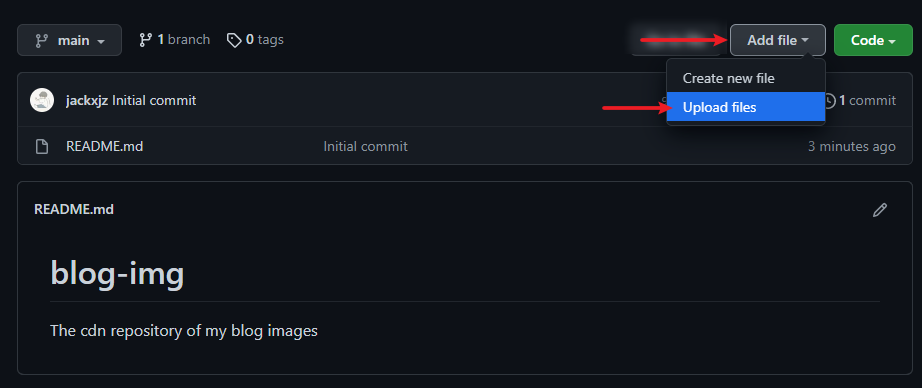 main 1 branch 0 tags Add file Code
Create new file
jackxjz Initial commit 1 commit
Upload files
README.md Initial commit 3 minutes ago
README.md
blog-img
The cdn repository of my blog images